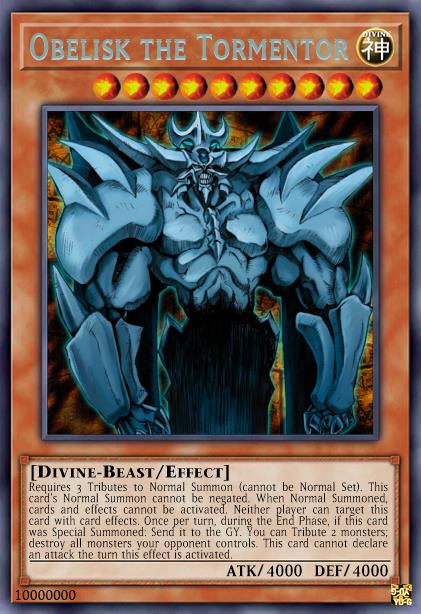 OBELISK THE TORMENTOR
DIVINE
神
[DIVINE-BEAST/EFFECT]
Requires 3 Tributes to Normal Summon (cannot be Normal Set). This
card's Normal Summon cannot be negated. When Normal Summoned,
cards and effects cannot be activated. Neither player can target
this card with card effects. Once per turn, during the End Phase, if this card
was Special Summoned: Send it to the GY. You can Tribute 2 monsters;
destroy all monsters your opponent controls. This card cannot declare
an attack the turn this effect is activated.
ATK/4000 DEF/4000
10000000